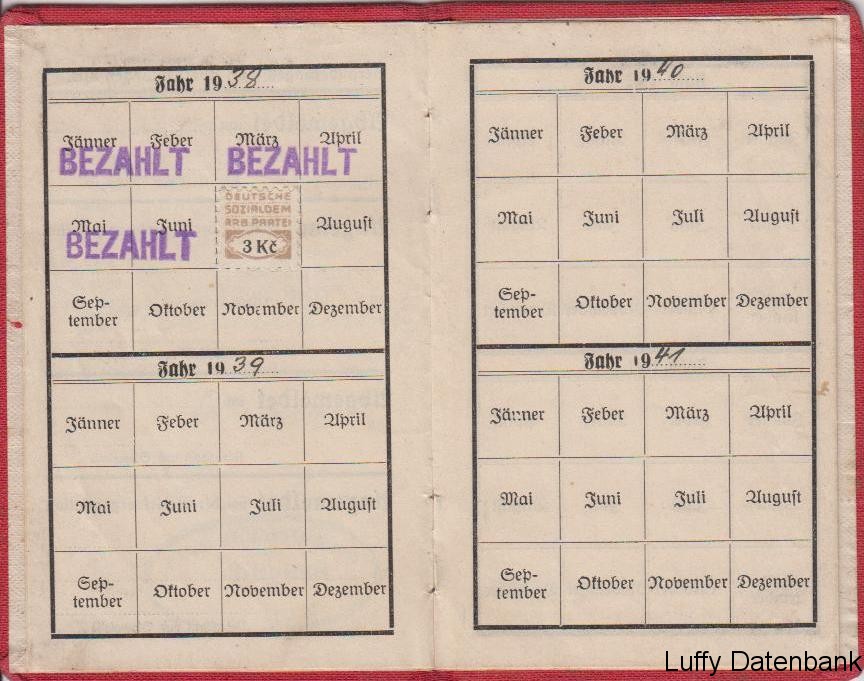 Jahr 1938
Jänner Feber März April
BEZAHLT BEZAHLT
Mai Juni August
BEZAHLT
DEUTSCHE
SOZIALDEM
ARB. PARTEI
3 Kč
Sep-
tember Oktober November Dezember
Jahr 1939
Jänner Feber März April
Mai Juni Juli August
Sep-
tember Oktober November Dezember
Jahr 1940
Jänner Feber März April
Mai Juni Juli August
Sep-
tember Oktober November Dezember
Jahr 1941
Jänner Feber März April
Mai Juni Juli August
Sep-
tember Oktober November Dezember
Luffy Datenbank